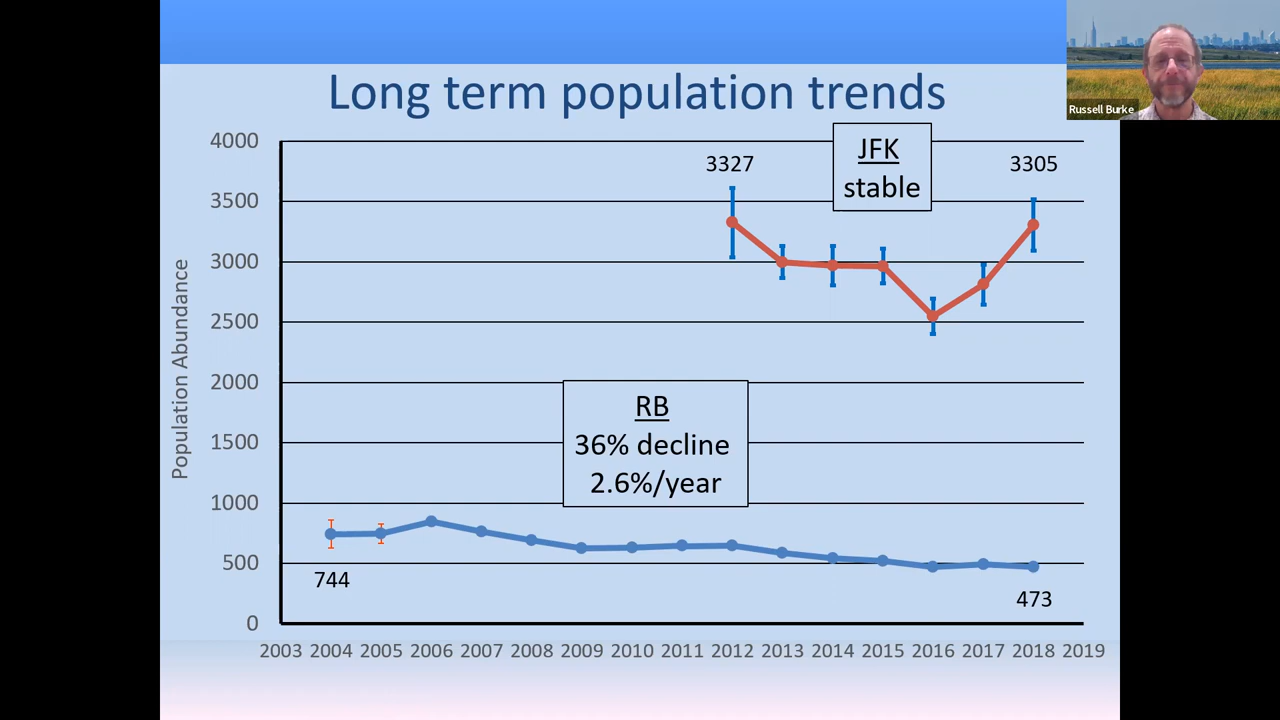 Russell Burke
Long term population trends
4000
3500
3000
2500
2000
1500
1000
500
0
Population Abundance
3327
JFK
stable
3305
RB
36% decline
2.6%/year
744
473
2003 2004 2005 2006 2007 2008 2009 2010 2011 2012 2013 2014 2015 2016 2017 2018 2019